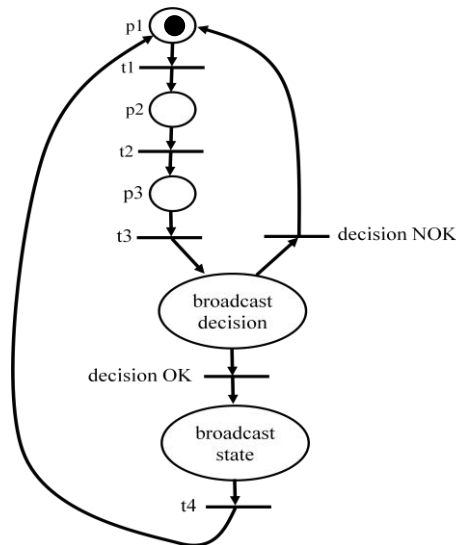 p1
t1
p2
t2
p3
t3
decision NOK
broadcast
decision
decision OK
broadcast
state
t4